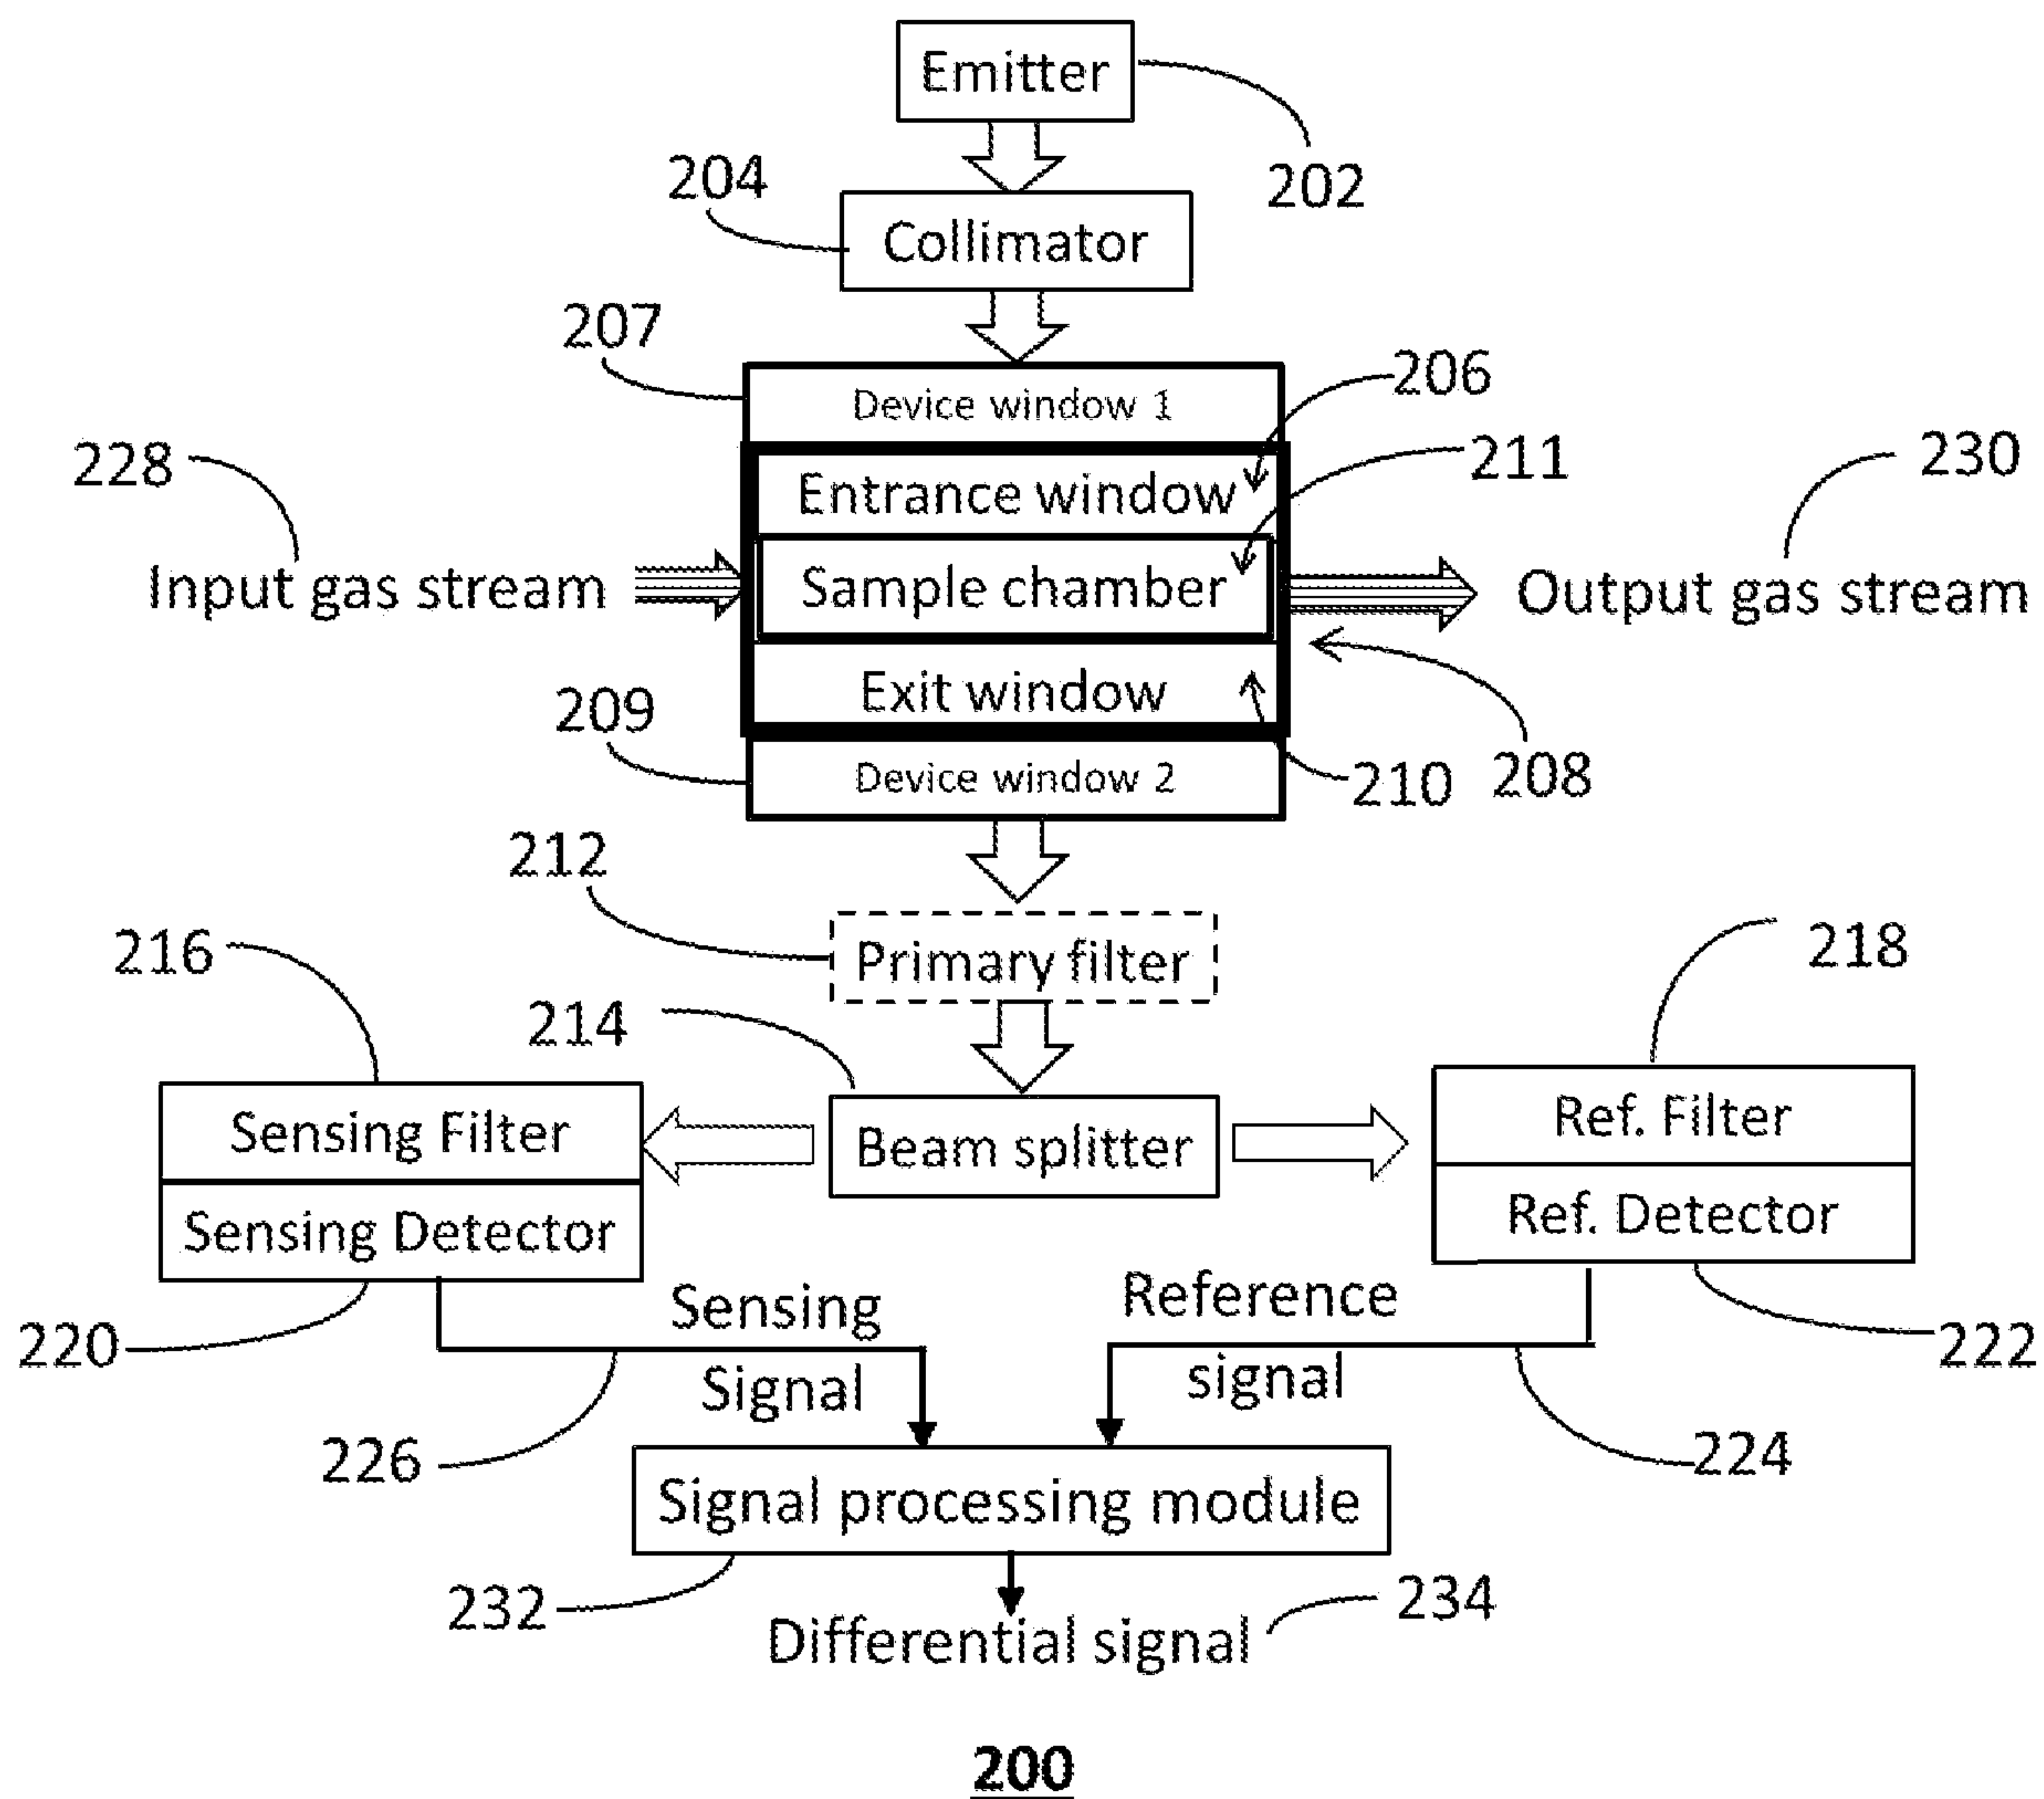 Emitter
202
204
Collimator
207
Device window 1
206
228
Entrance window
211
230
Input gas stream
Sample chamber
Output gas stream
Exit window
209
Device window 2
210
208
212
Primary filter
216
218
214
Sensing Filter
Beam splitter
Ref. Filter
Sensing Detector
Ref. Detector
220
Sensing
Signal
Reference
signal
222
226
224
Signal processing module
232
234
Differential signal
200